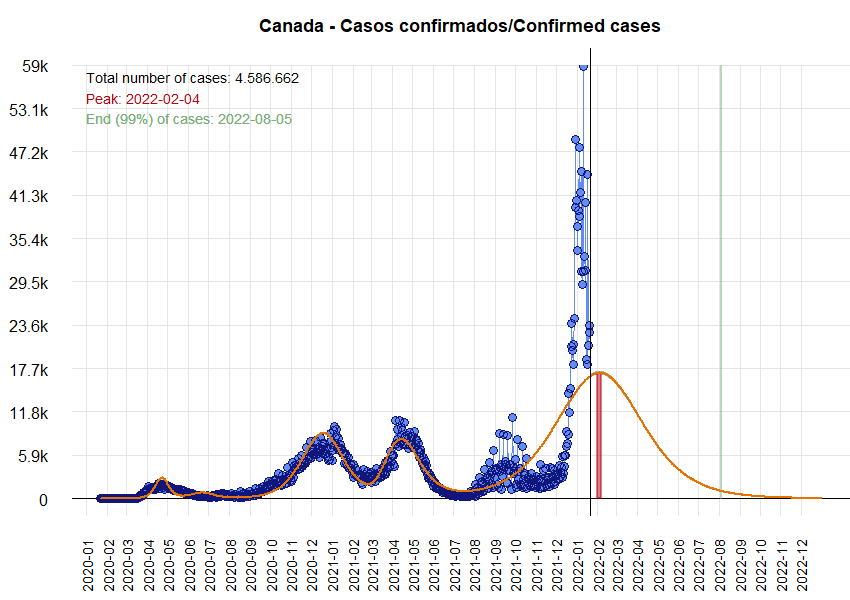 Canada - Casos confirmados/Confirmed cases
59k
Total number of cases: 4.586.662
Peak: 2022-02-04
End (99%) of cases: 2022-08-05
53.1k
47.2k
41.3k
35.4k
29.5k
23.6k
17.7k
11.8k
5.9k
0
2020-01
2020-02
2020-03
2020-04
2020-05
2020-06
2020-07
2020-08
2020-09
2020-10
2020-11
2020-12
2021-01
2021-02
2021-03
2021-04
2021-05
2021-06
2021-07
2021-08
2021-09
2021-10
2021-11
2021-12
2022-01
2022-02
2022-03
2022-04
2022-05
2022-06
2022-07
2022-08
2022-09
2022-10
2022-11
2022-12